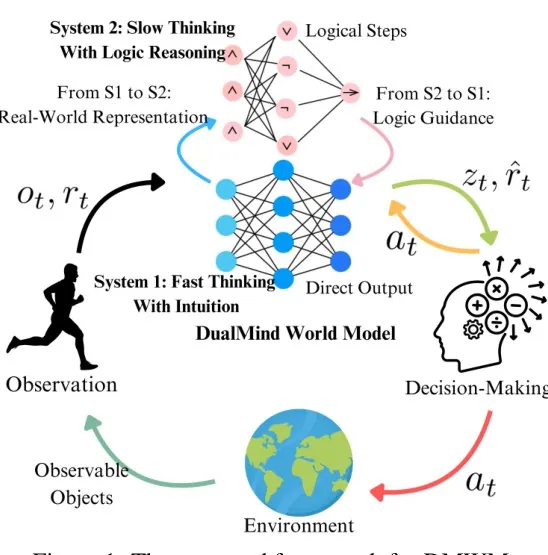 System 2: Slow Thinking
With Logic Reasoning
Logical Steps
∨
∧ ¬
∧ ¬ →
∧ ∨
From S1 to S2:
Real-World Representation
From S2 to S1:
Logic Guidance
o_t, r_t
z_t, r̂_t
a_t
System 1: Fast Thinking
With Intuition
Direct Output
DualMind World Model
× + − ÷
Observation
Decision-Making
Observable
Objects
a_t
Environment